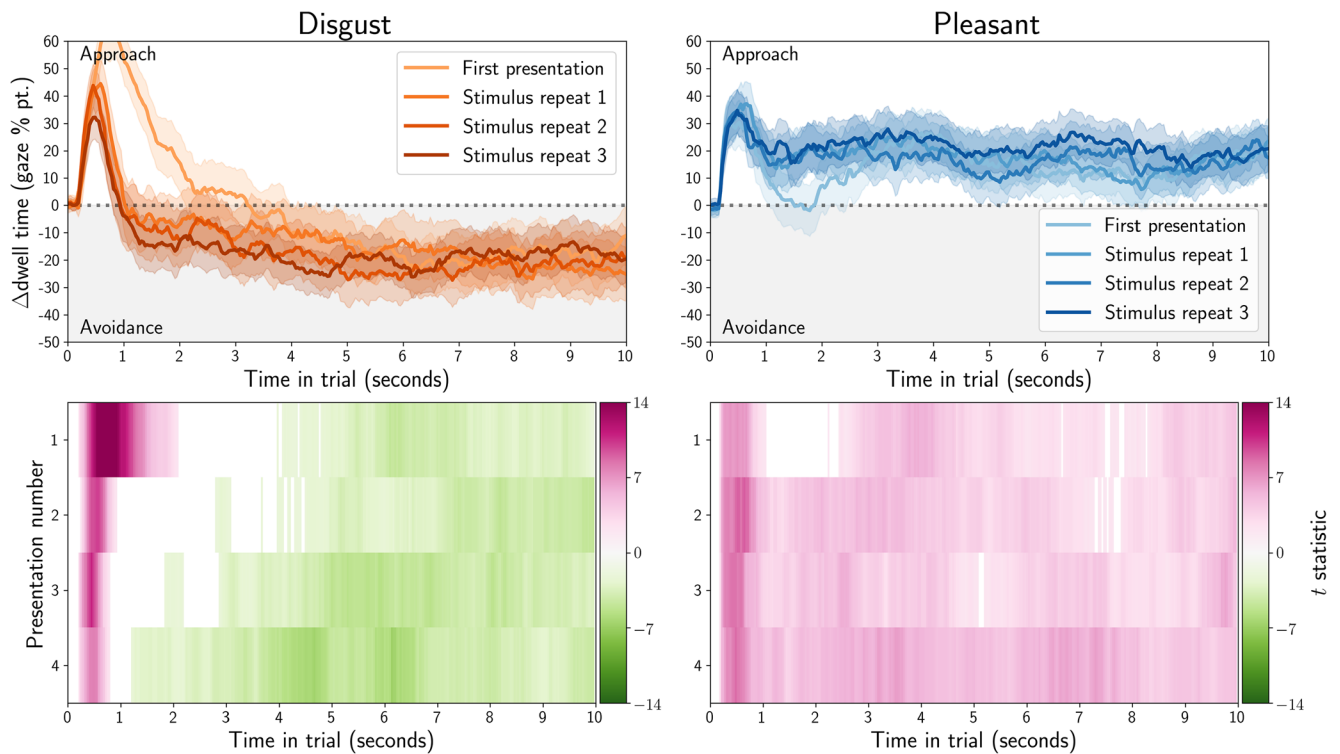 Disgust
Pleasant
Δdwell time (gaze % pt.)
60
50
40
30
20
10
0
-10
-20
-30
-40
-50
Approach
Avoidance
First presentation
Stimulus repeat 1
Stimulus repeat 2
Stimulus repeat 3
0 1 2 3 4 5 6 7 8 9 10
Time in trial (seconds)
60
50
40
30
20
10
0
-10
-20
-30
-40
-50
Approach
Avoidance
First presentation
Stimulus repeat 1
Stimulus repeat 2
Stimulus repeat 3
0 1 2 3 4 5 6 7 8 9 10
Time in trial (seconds)
Presentation number
1
2
3
4
0 1 2 3 4 5 6 7 8 9 10
Time in trial (seconds)
14
7
0
−7
−14
1
2
3
4
0 1 2 3 4 5 6 7 8 9 10
Time in trial (seconds)
14
7
0
−7
−14
t statistic